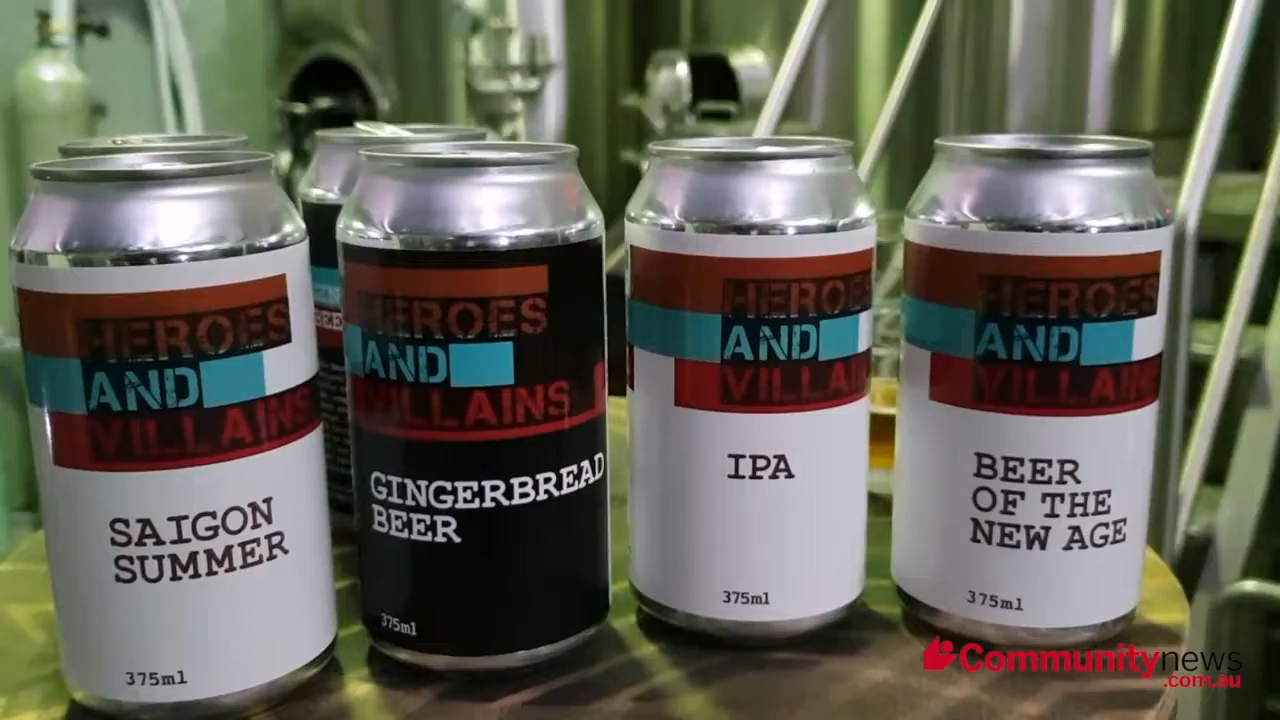 HEROES
AND
VILLAINS
SAIGON
SUMMER
375ml
HEROES
AND
VILLAINS
GINGERBREAD
BEER
375ml
HEROES
AND
VILLAINS
IPA
375ml
HEROES
AND
VILLAINS
BEER
OF THE
NEW AGE
375ml
Communitynews
.com.au